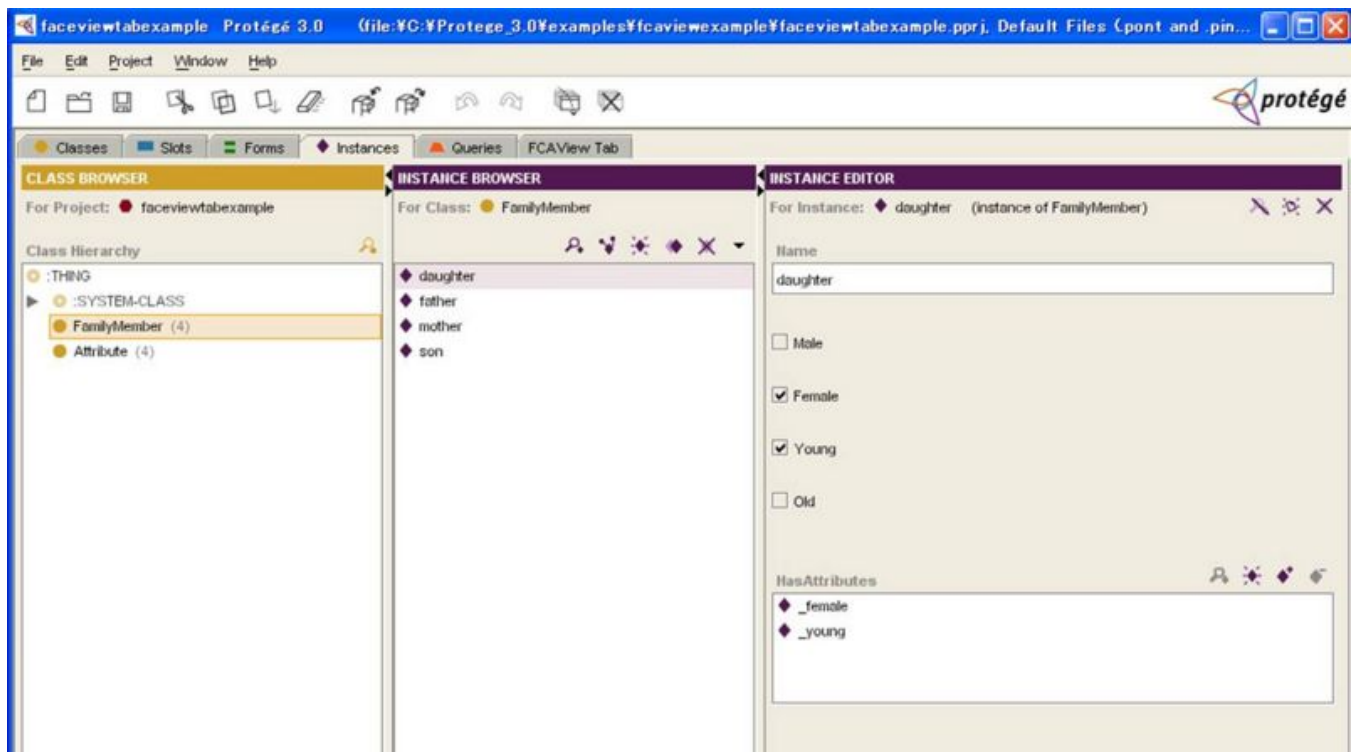 faceviewtabexample Protégé 3.0 (file:¥C:¥Protege_3.0¥examples¥fcaviewexample¥faceviewtabexample.pprj, Default Files (.pont and .pin...
File Edit Project Window Help
protégé
Classes Slots Forms Instances Queries FCAView Tab
CLASS BROWSER
For Project: faceviewtabexample
Class Hierarchy
:THING
:SYSTEM-CLASS
FamilyMember (4)
Attribute (4)
INSTANCE BROWSER
For Class: FamilyMember
daughter
father
mother
son
INSTANCE EDITOR
For Instance: daughter (instance of FamilyMember)
Name
daughter
Male
Female
Young
Old
HasAttributes
_female
_young